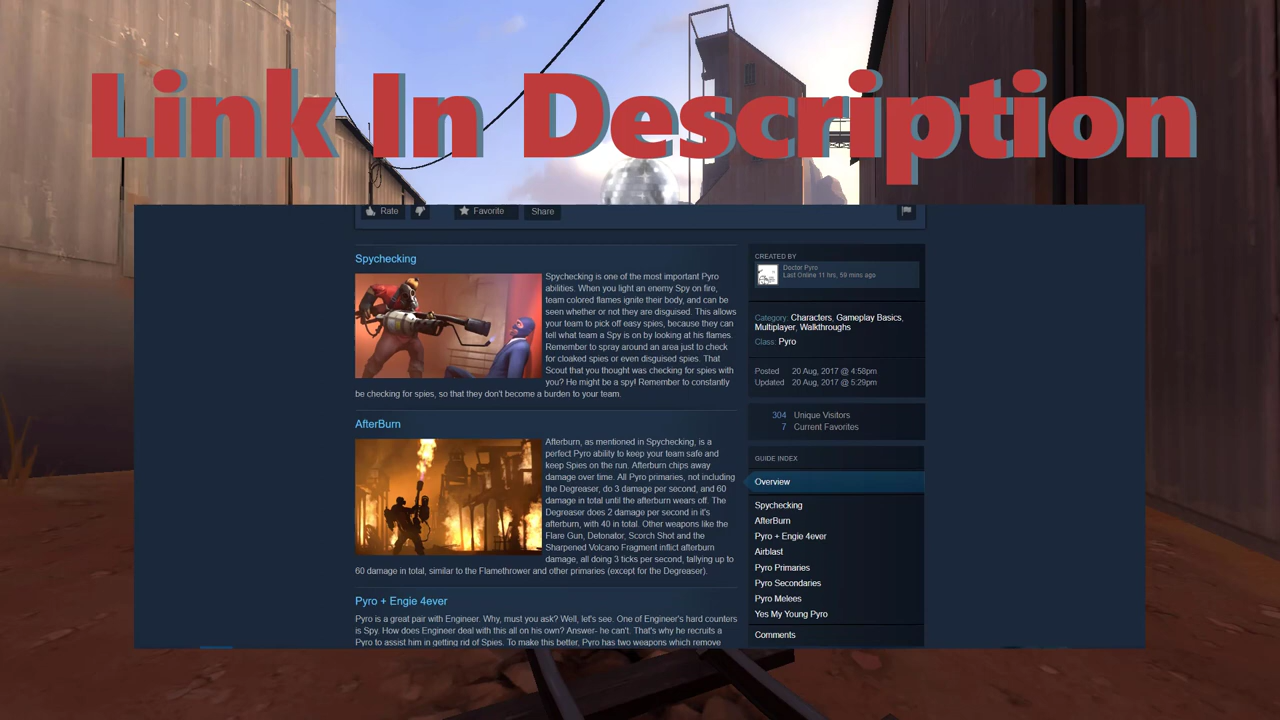 Link In Description
Rate
Favorite
Share
Spychecking
Spychecking is one of the most important Pyro
abilities. When you light an enemy Spy on fire,
team colored flames ignite their body, and can be
seen whether or not they are disguised. This allows
your team to pick off easy spies, because they can
tell what team a Spy is on by looking at his flames.
Remember to spray around an area just to check
for cloaked spies or even disguised spies. That
Scout that you thought was checking for spies with
you? He might be a spy! Remember to constantly
be checking for spies, so that they don't become a burden to your team.
AfterBurn
Afterburn, as mentioned in Spychecking, is a
perfect Pyro ability to keep your team safe and
keep Spies on the run. Afterburn chips away
damage over time. All Pyro primaries, not including
the Degreaser, do 3 damage per second, and 60
damage in total until the afterburn wears off. The
Degreaser does 2 damage per second in it's
afterburn, with 40 in total. Other weapons like the
Flare Gun, Detonator, Scorch Shot and the
Sharpened Volcano Fragment inflict afterburn
damage, all doing 3 ticks per second, tallying up to
60 damage in total, similar to the Flamethrower and other primaries (except for the Degreaser).
Pyro + Engie 4ever
Pyro is a great pair with Engineer. Why, must you ask? Well, let's see. One of Engineer's hard counters
is Spy. How does Engineer deal with this all on his own? Answer- he can't. That's why he recruits a
Pyro to assist him in getting rid of Spies. To make this better, Pyro has two weapons which remove
CREATED BY
Doctor Pyro
Last Online 11 hrs, 59 mins ago
Category: Characters, Gameplay Basics,
Multiplayer, Walkthroughs
Class: Pyro
Posted 20 Aug, 2017 @ 4:58pm
Updated 20 Aug, 2017 @ 5:29pm
304 Unique Visitors
7 Current Favorites
GUIDE INDEX
Overview
Spychecking
AfterBurn
Pyro + Engie 4ever
Airblast
Pyro Primaries
Pyro Secondaries
Pyro Melees
Yes My Young Pyro
Comments